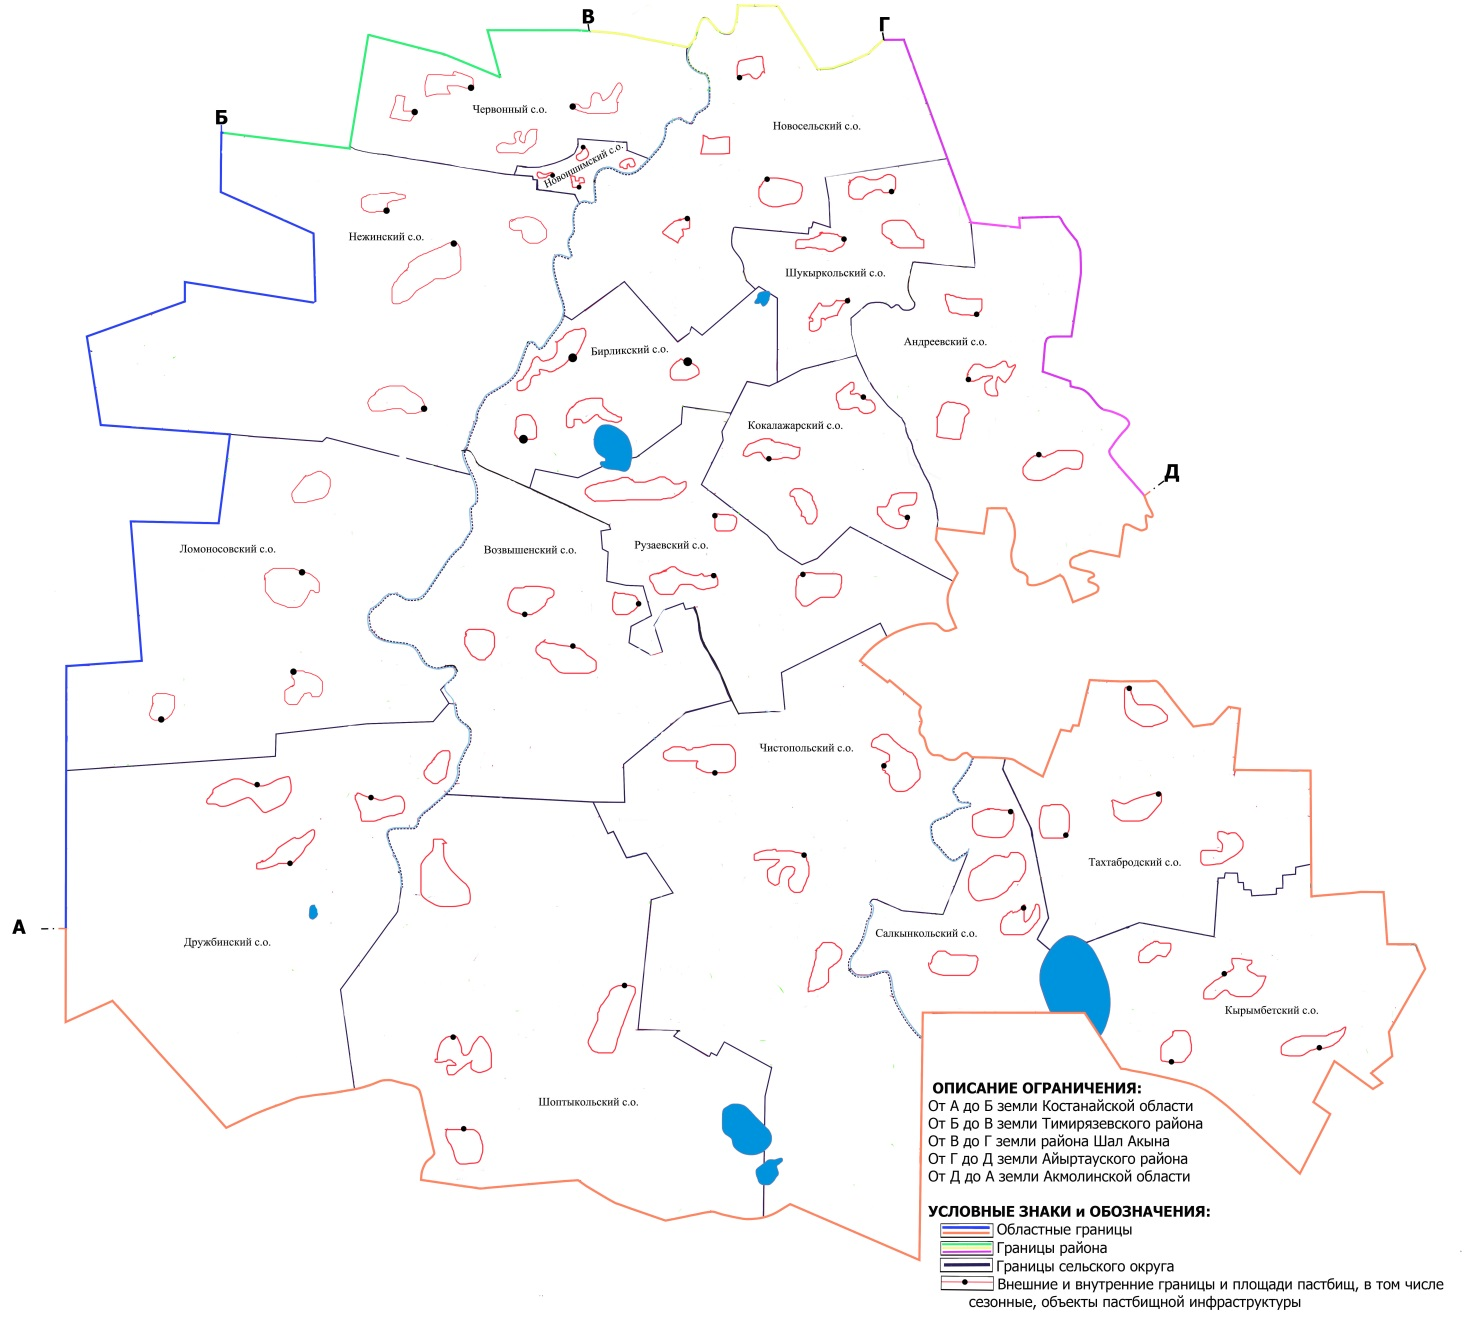 В
Г
Б
Червонный с.о.
Новосельский с.о.
Новоишимский с.о.
Нежинский с.о.
Шукыркольский с.о.
Андреевский с.о.
Бирликский с.о.
Кокалажарский с.о.
Д
Ломоносовский с.о.
Возвышенский с.о.
Рузаевский с.о.
Чистопольский с.о.
Тахтабродский с.о.
А
Дружбинский с.о.
Салкынкольский с.о.
Кырымбетский с.о.
Шоптыкольский с.о.
ОПИСАНИЕ ОГРАНИЧЕНИЯ:
От А до Б земли Костанайской области
От Б до В земли Тимирязевского района
От В до Г земли района Шал Акына
От Г до Д земли Айыртауского района
От Д до А земли Акмолинской области
УСЛОВНЫЕ ЗНАКИ и ОБОЗНАЧЕНИЯ:
Областные границы
Границы района
Границы сельского округа
Внешние и внутренние границы и площади пастбищ, в том числе
сезонные, объекты пастбищной инфраструктуры